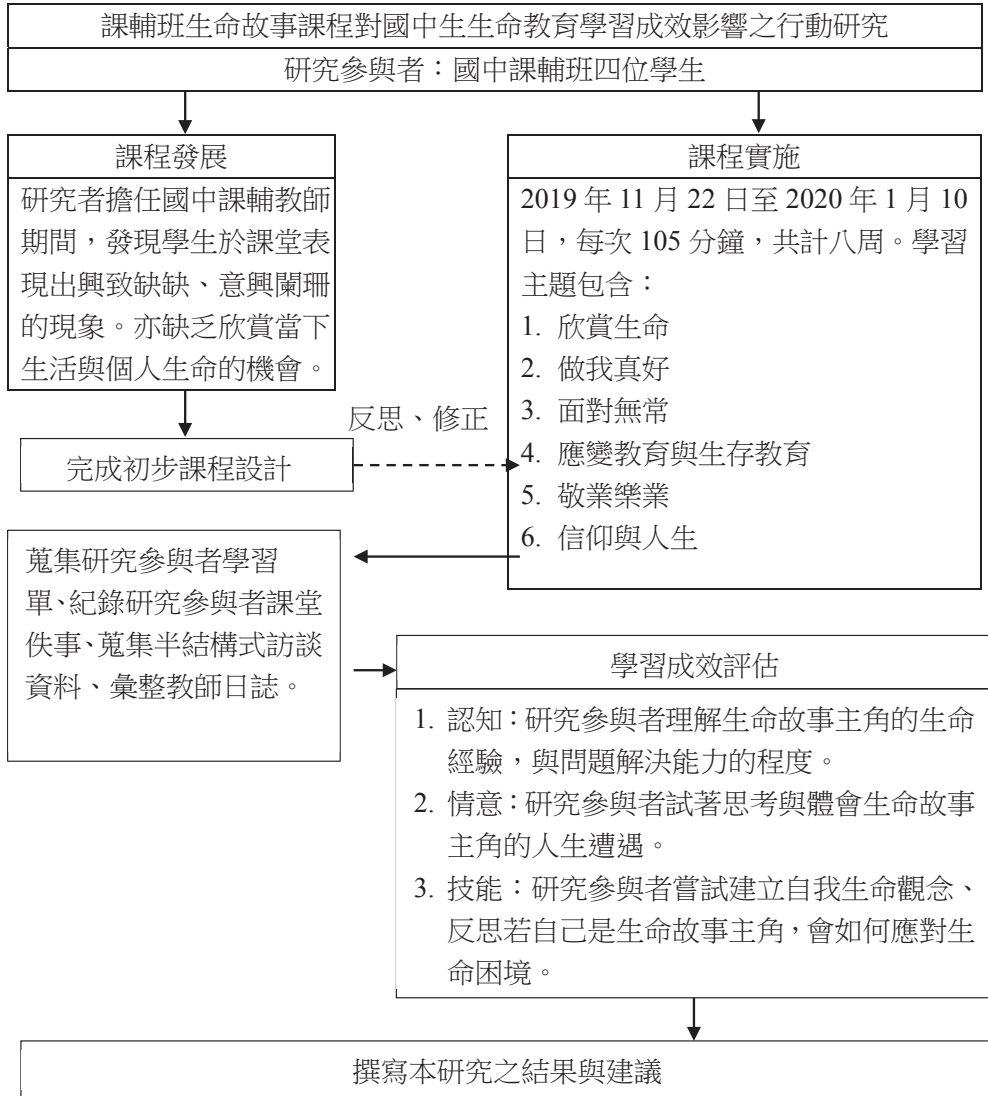 課輔班生命故事課程對國中生生命教育學習成效影響之行動研究
研究參與者：國中課輔班四位學生
課程發展
研究者擔任國中課輔教師
期間，發現學生於課堂表
現出興致缺缺、意興闌珊
的現象。亦缺乏欣賞當下
生活與個人生命的機會。
完成初步課程設計
反思、修正
課程實施
2019 年 11 月 22 日至 2020 年 1 月 10
日，每次 105 分鐘，共計八周。學習
主題包含：
1. 欣賞生命
2. 做我真好
3. 面對無常
4. 應變教育與生存教育
5. 敬業樂業
6. 信仰與人生
蒐集研究參與者學習
單、紀錄研究參與者課堂
佚事、蒐集半結構式訪談
資料、彙整教師日誌。
學習成效評估
1. 認知：研究參與者理解生命故事主角的生命
經驗，與問題解決能力的程度。
2. 情意：研究參與者試著思考與體會生命故事
主角的人生遭遇。
3. 技能：研究參與者嘗試建立自我生命觀念、
反思若自己是生命故事主角，會如何應對生
命困境。
撰寫本研究之結果與建議